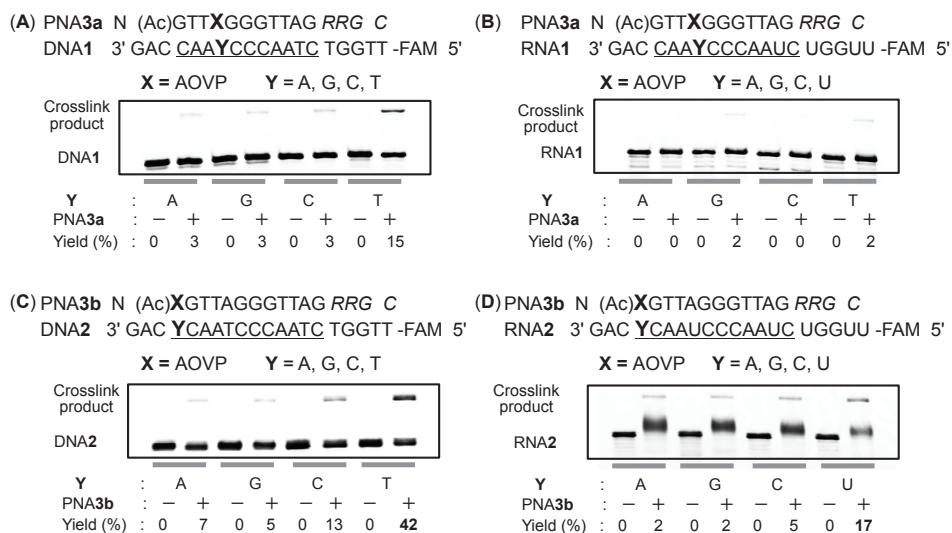 (A) PNA3a N (Ac)GTTXGGGTTAG RRG C
DNA1 3' GAC CAAYCCCAATC TGGTT -FAM 5'
X = AOVP Y = A, G, C, T
Crosslink
product
DNA1
Y : A G C T
PNA3a : − + − + − + − +
Yield (%) : 0 3 0 3 0 3 0 15
(B) PNA3a N (Ac)GTTXGGGTTAG RRG C
RNA1 3' GAC CAAYCCCAAUC UGGUU -FAM 5'
X = AOVP Y = A, G, C, U
Crosslink
product
RNA1
Y : A G C T
PNA3a : − + − + − + − +
Yield (%) : 0 0 0 2 0 0 0 2
(C) PNA3b N (Ac)XGTTAGGGTTAG RRG C
DNA2 3' GAC YCAATCCCAATC TGGTT -FAM 5'
X = AOVP Y = A, G, C, T
Crosslink
product
DNA2
Y : A G C T
PNA3b : − + − + − + − +
Yield (%) : 0 7 0 5 0 13 0 42
(D) PNA3b N (Ac)XGTTAGGGTTAG RRG C
RNA2 3' GAC YCAAUCCCAAUC UGGUU -FAM 5'
X = AOVP Y = A, G, C, U
Crosslink
product
RNA2
Y : A G C U
PNA3b : − + − + − + − +
Yield (%) : 0 2 0 2 0 5 0 17